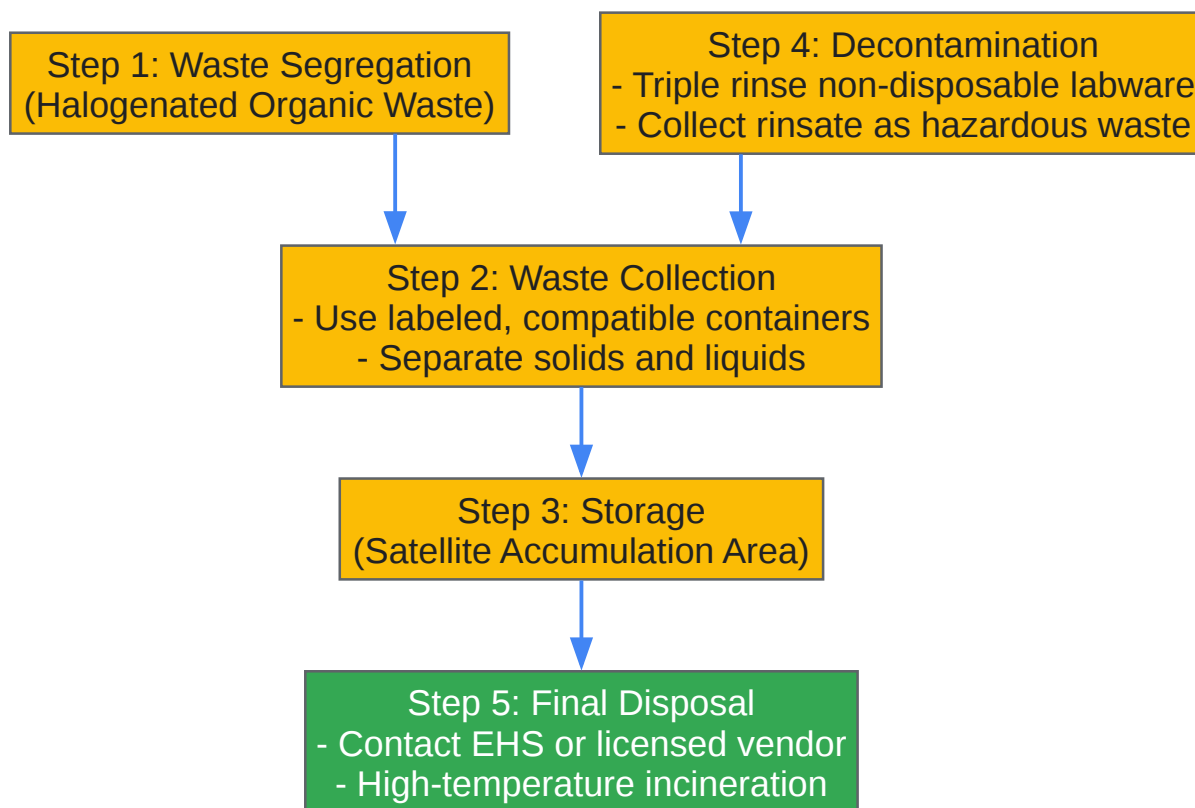 Step 1: Waste Segregation
(Halogenated Organic Waste)
Step 4: Decontamination
- Triple rinse non-disposable labware
- Collect rinsate as hazardous waste
Step 2: Waste Collection
- Use labeled, compatible containers
- Separate solids and liquids
Step 3: Storage
(Satellite Accumulation Area)
Step 5: Final Disposal
- Contact EHS or licensed vendor
- High-temperature incineration